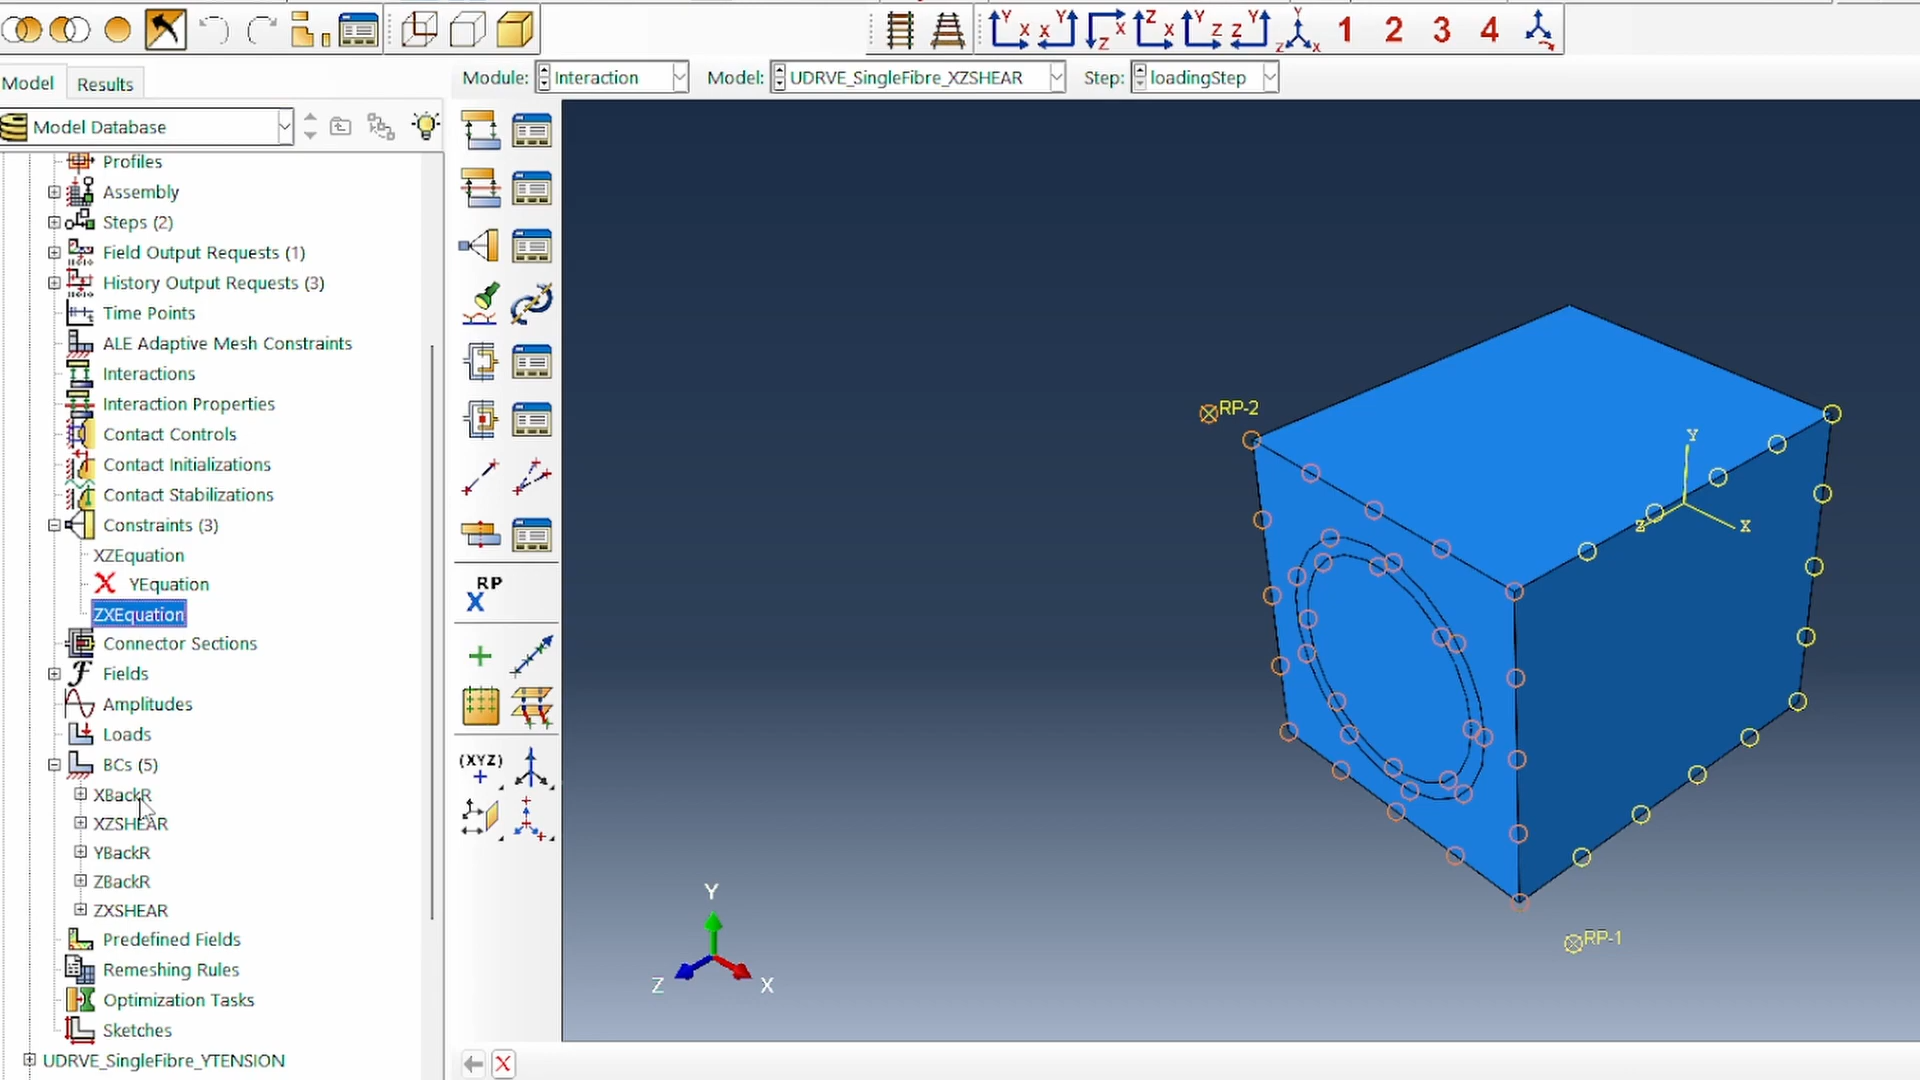 Y X
X Y
Z X
Z X
Y Z
Z Y
Y Z X
1 2 3 4
Model Results
Module: Interaction Model: UDRVE_SingleFibre_XZSHEAR Step: loadingStep
Model Database
Profiles
Assembly
Steps (2)
Field Output Requests (1)
History Output Requests (3)
Time Points
ALE Adaptive Mesh Constraints
Interactions
Interaction Properties
Contact Controls
Contact Initializations
Contact Stabilizations
Constraints (3)
XZEquation
YEquation
ZXEquation
Connector Sections
Fields
Amplitudes
Loads
BCs (5)
XBackR
XZSHEAR
YBackR
ZBackR
ZXSHEAR
Predefined Fields
Remeshing Rules
Optimization Tasks
Sketches
UDRVE_SingleFibre_YTENSION
RP
X
(XYZ)
RP-2
Y
Z X
RP-1
Y
Z X